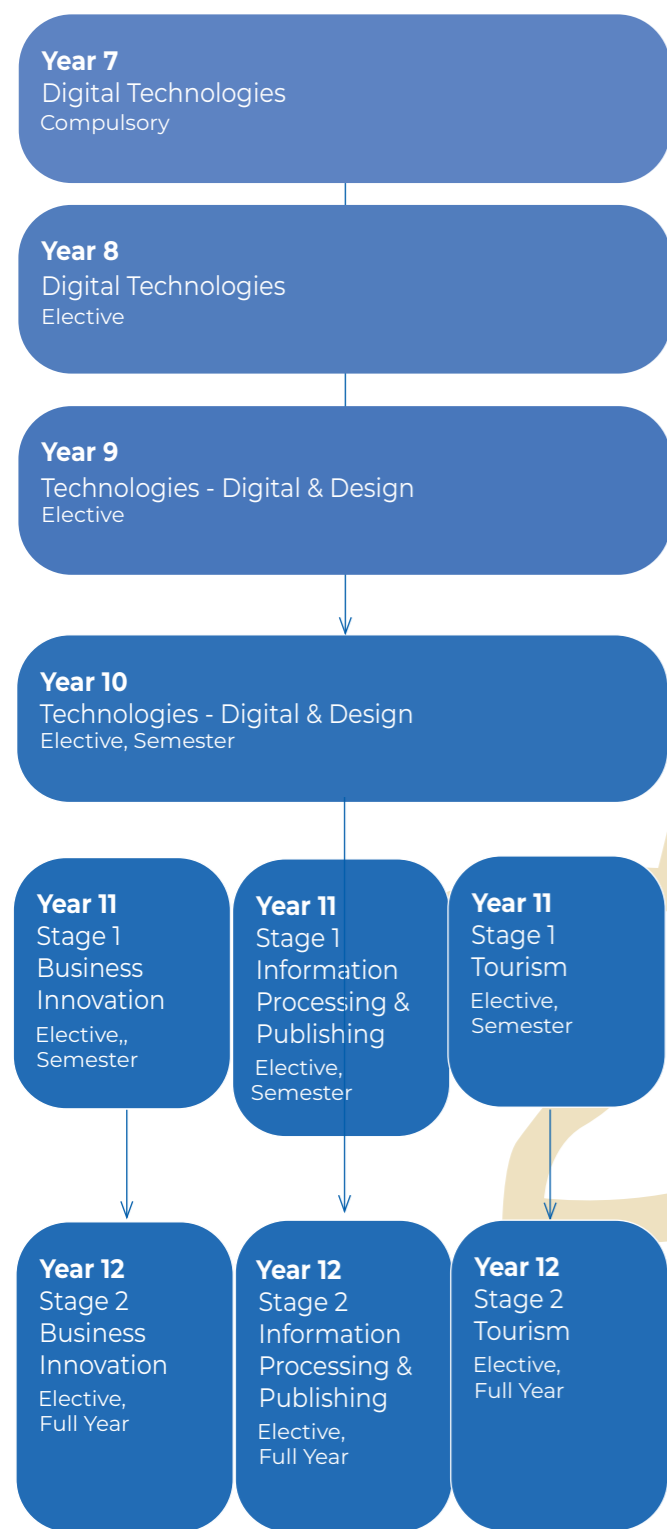 Year 7
Digital Technologies
Compulsory
Year 8
Digital Technologies
Elective
Year 9
Technologies - Digital & Design
Elective
Year 10
Technologies - Digital & Design
Elective, Semester
Year 11
Stage 1
Business
Innovation
Elective,,
Semester
Year 11
Stage 1
Information
Processing &
Publishing
Elective,
Semester
Year 11
Stage 1
Tourism
Elective,
Semester
Year 12
Stage 2
Business
Innovation
Elective,
Full Year
Year 12
Stage 2
Information
Processing &
Publishing
Elective,
Full Year
Year 12
Stage 2
Tourism
Elective,
Full Year